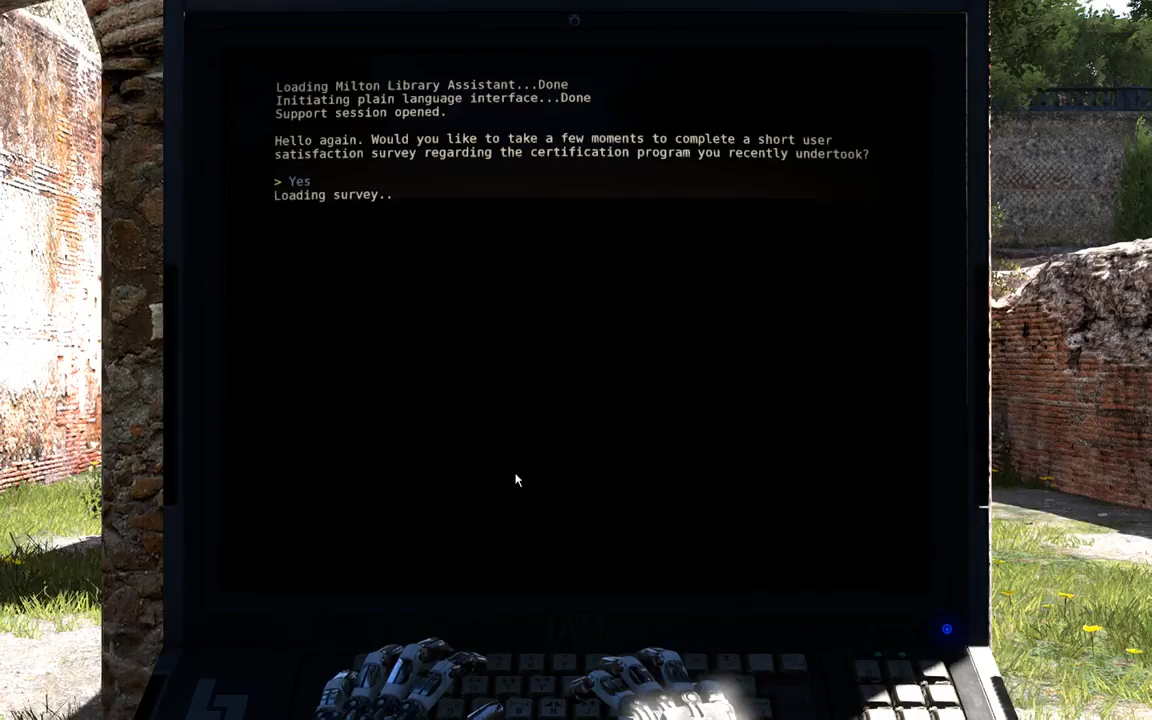 Loading Milton Library Assistant...Done
Initiating plain language interface...Done
Support session opened.
Hello again. Would you like to take a few moments to complete a short user
satisfaction survey regarding the certification program you recently undertook?
> Yes
Loading survey..